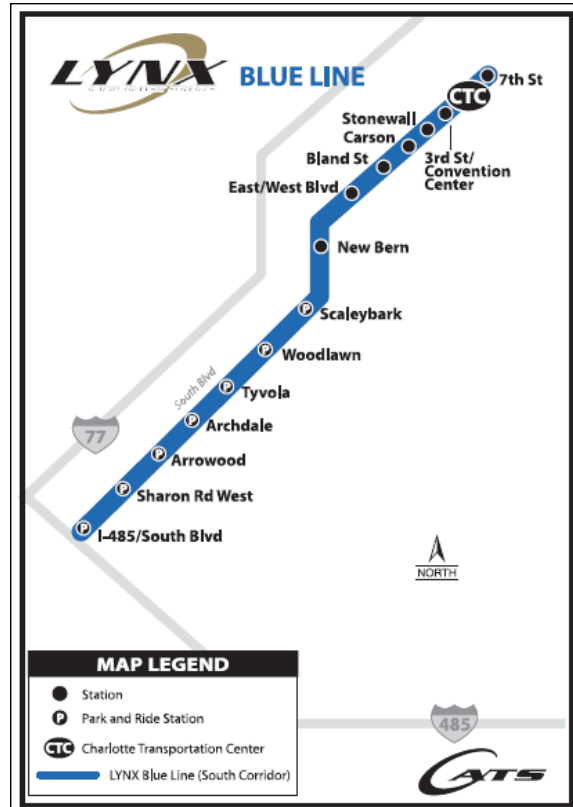 LYNX
BLUE LINE
7th St
CTC
Stonewall
Carson
3rd St/
Convention
Center
Bland St
East/West Blvd
New Bern
P
Scaleybark
P
Woodlawn
South Blvd
P
Tyvola
P
Archdale
77
P
Arrowood
P
Sharon Rd West
P
I-485/South Blvd
NORTH
MAP LEGEND
Station
P
Park and Ride Station
CTC
Charlotte Transportation Center
LYNX Blue Line (South Corridor)
485
CATS